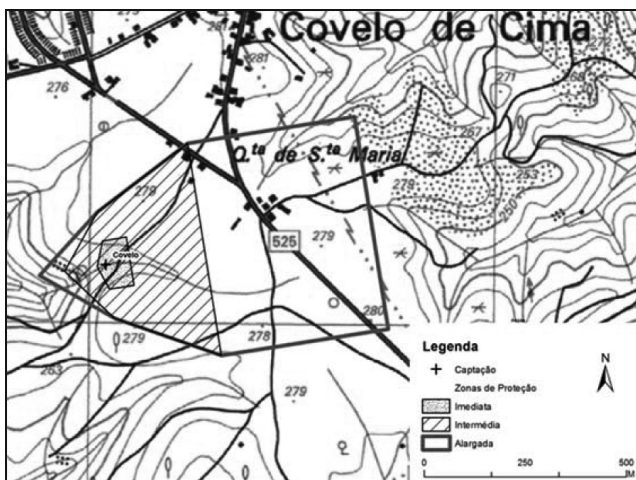 Covelo de Cima
281
281
276
271
267
Q.ta de S.ta Maria
279
279
253
250
Covelo
525
279
280
278
279
263
279
Legenda
Captação
Zonas de Proteção
Imediata
Intermédia
Alargada
N
0 250 500
M